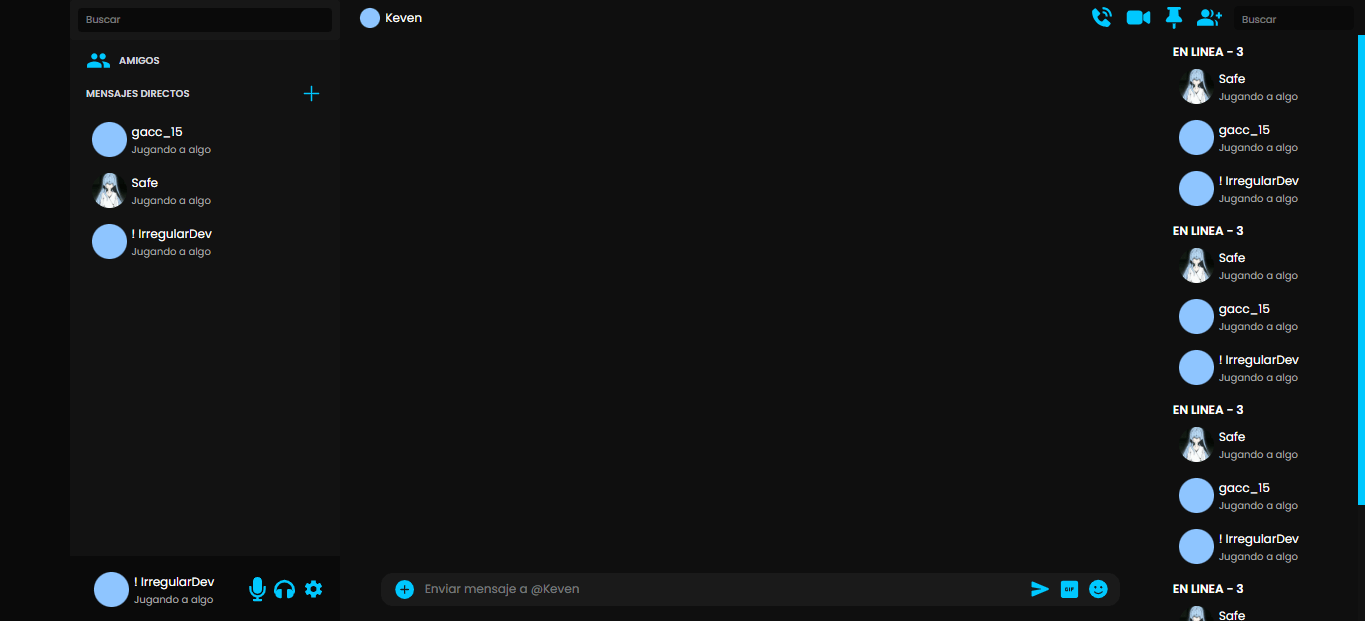 Buscar
AMIGOS
MENSAJES DIRECTOS
gacc_15
Jugando a algo
Safe
Jugando a algo
! IrregularDev
Jugando a algo
! IrregularDev
Jugando a algo
Keven
Buscar
Enviar mensaje a @Keven
GIF
EN LINEA - 3
Safe
Jugando a algo
gacc_15
Jugando a algo
! IrregularDev
Jugando a algo
EN LINEA - 3
Safe
Jugando a algo
gacc_15
Jugando a algo
! IrregularDev
Jugando a algo
EN LINEA - 3
Safe
Jugando a algo
gacc_15
Jugando a algo
! IrregularDev
Jugando a algo
EN LINEA - 3
Safe